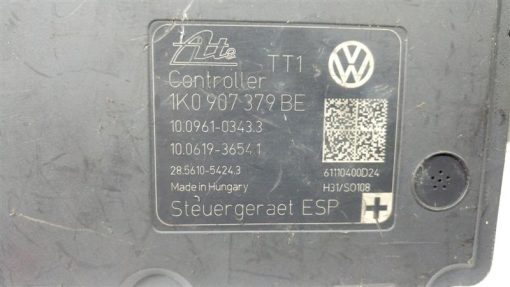 Ate TT1
Controller
1K0 907 379 BE
10.0961-0343.3
10.0619-3654.1
28.5610-5424.3
61110400D24
Made in Hungary
H31/SO108
Steuergeraet ESP